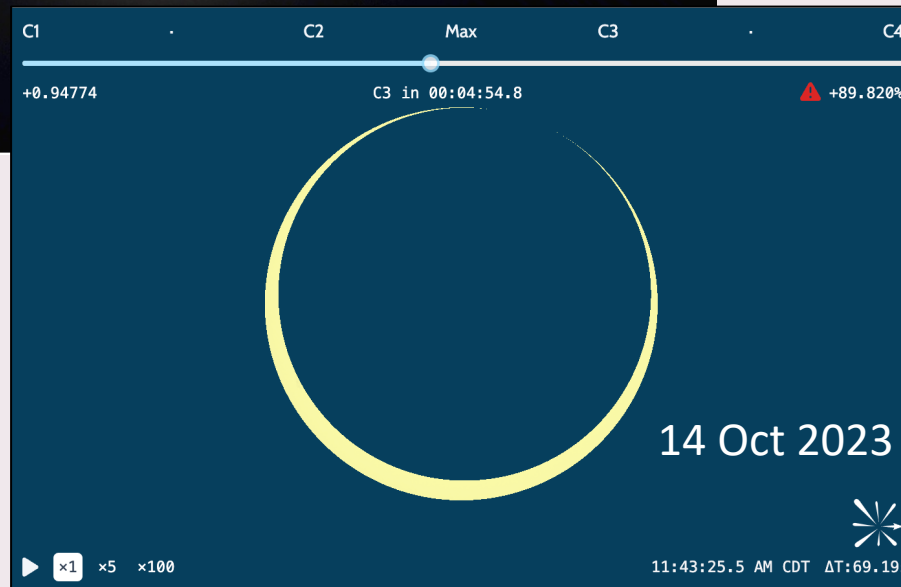 C1 · C2 Max C3 · C4
+0.94774 C3 in 00:04:54.8 +89.820%
14 Oct 2023
×1 ×5 ×100 11:43:25.5 AM CDT ΔT:69.19